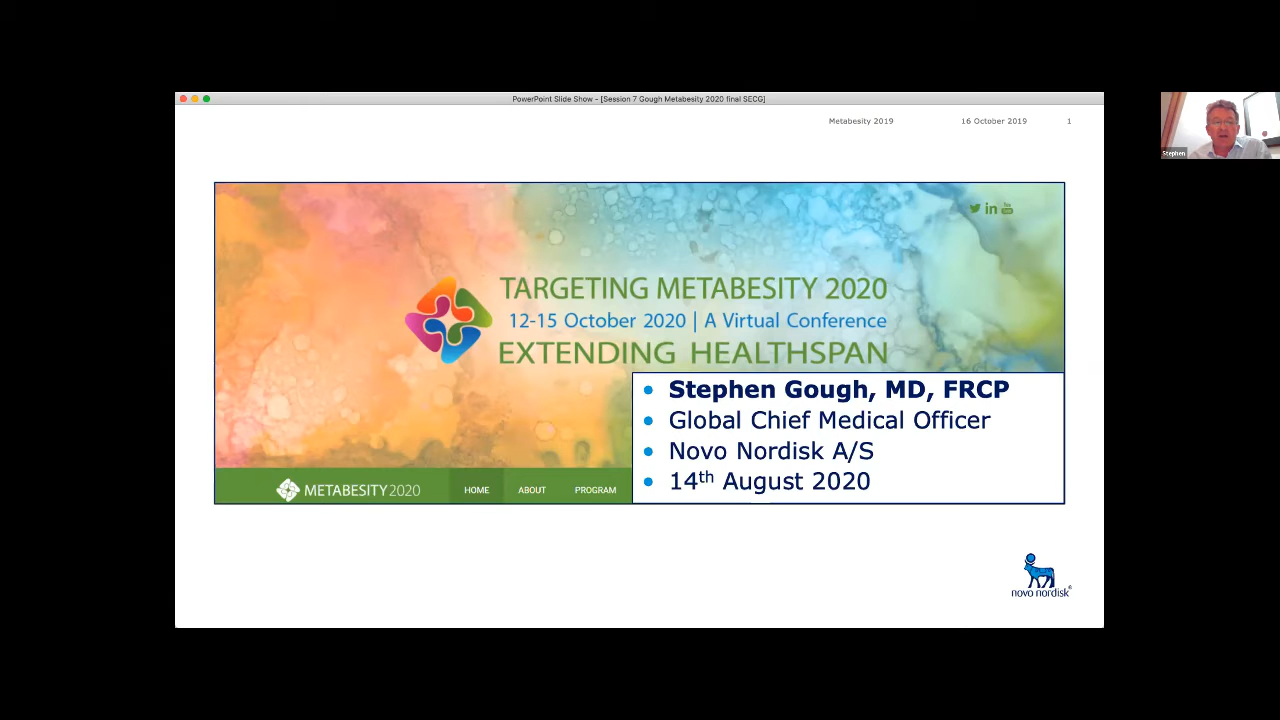 PowerPoint Slide Show - [Session 7 Gough Metabesity 2020 final SECG]
Metabesity 2019 16 October 2019 1
Stephen
TARGETING METABESITY 2020
12-15 October 2020 | A Virtual Conference
EXTENDING HEALTHSPAN
• Stephen Gough, MD, FRCP
• Global Chief Medical Officer
• Novo Nordisk A/S
• 14th August 2020
METABESITY2020 HOME ABOUT PROGRAM
novo nordisk®